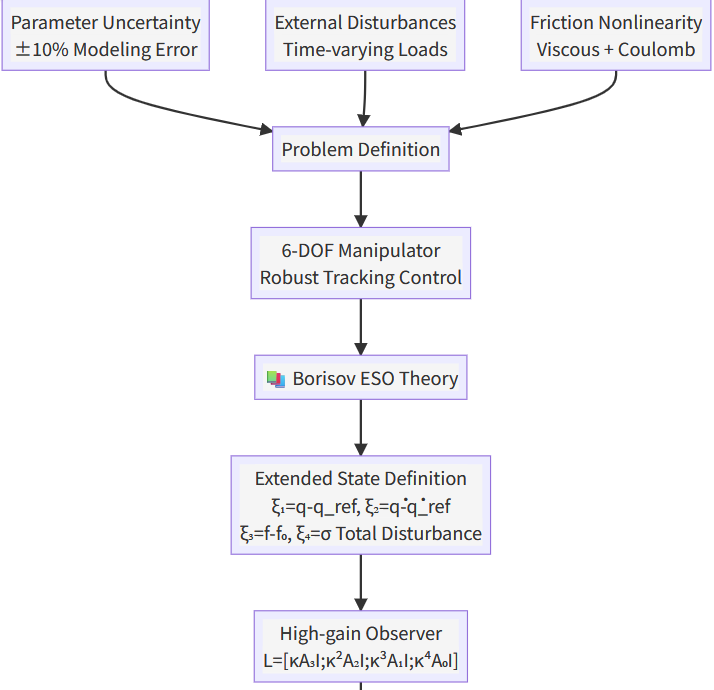 Parameter Uncertainty
±10% Modeling Error
External Disturbances
Time-varying Loads
Friction Nonlinearity
Viscous + Coulomb
Problem Definition
6-DOF Manipulator
Robust Tracking Control
📚 Borisov ESO Theory
Extended State Definition
ξ₁=q-q_ref, ξ₂=q̇-q̇_ref
ξ₃=f-f₀, ξ₄=σ Total Disturbance
High-gain Observer
L=[κA₃I;κ²A₂I;κ³A₁I;κ⁴A₀I]